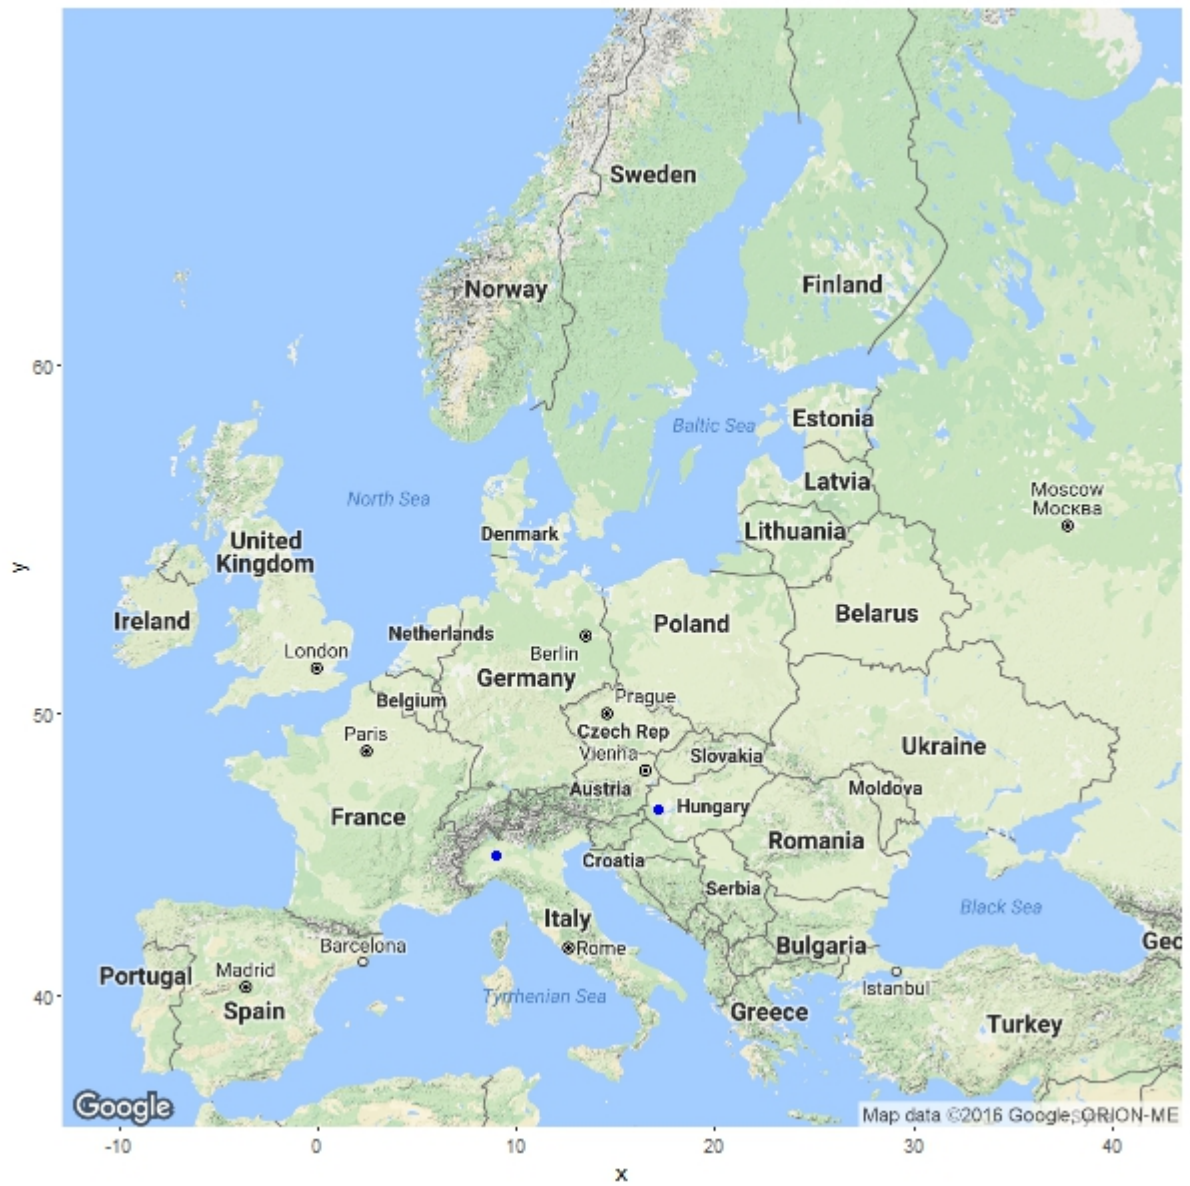 Sweden
Norway
Finland
60
Baltic Sea
Estonia
Latvia
Moscow
Москва
North Sea
Denmark
Lithuania
United
Kingdom
y
Ireland
Netherlands
Poland
Belarus
London
Berlin
Germany
Belgium
Prague
50
Paris
Czech Rep
Vienna
Slovakia
Ukraine
Austria
Moldova
France
Hungary
Romania
Croatia
Serbia
Black Sea
Italy
Barcelona
Rome
Bulgaria
Geo
Portugal
Madrid
Istanbul
40
Tyrrhenian Sea
Spain
Greece
Turkey
Google
Map data ©2016 Google, ORION-ME
-10
0
10
20
30
40
x